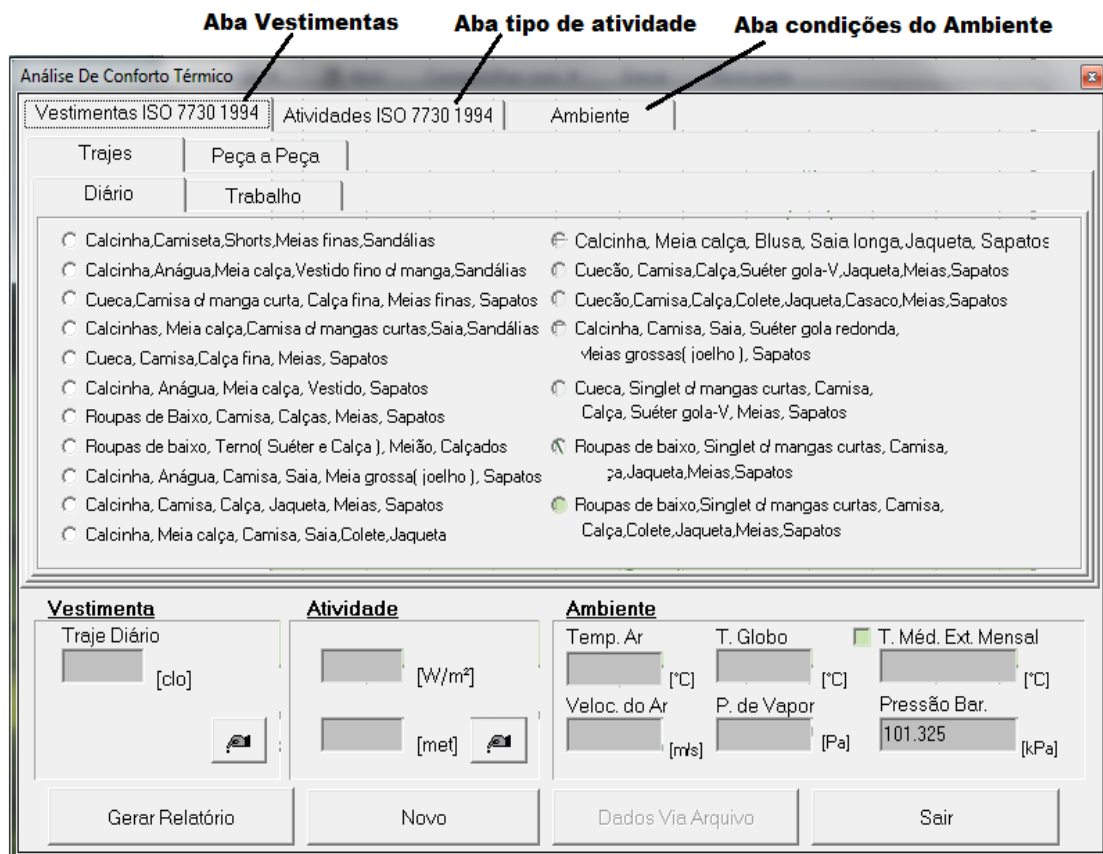 Aba Vestimentas Aba tipo de atividade Aba condições do Ambiente
Análise De Conforto Térmico
Vestimentas ISO 7730 1994 Atividades ISO 7730 1994 Ambiente
Trajes Peça a Peça
Diário Trabalho
Calcinha,Camiseta,Shorts,Meias finas,Sandálias
Calcinha,Anágua,Meia calça,Vestido fino c/ manga,Sandálias
Cueca,Camisa c/ manga curta, Calça fina, Meias finas, Sapatos
Calcinhas, Meia calça,Camisa c/ mangas curtas,Saia,Sandálias
Cueca, Camisa,Calça fina, Meias, Sapatos
Calcinha, Anágua, Meia calça, Vestido, Sapatos
Roupas de Baixo, Camisa, Calças, Meias, Sapatos
Roupas de baixo, Terno( Suéter e Calça ), Meião, Calçados
Calcinha, Anágua, Camisa, Saia, Meia grossa( joelho ), Sapatos
Calcinha, Camisa, Calça, Jaqueta, Meias, Sapatos
Calcinha, Meia calça, Camisa, Saia,Colete,Jaqueta
Calcinha, Meia calça, Blusa, Saia longa,Jaqueta, Sapatos
Cuecão, Camisa,Calça,Suéter gola-V,Jaqueta,Meias,Sapatos
Cuecão,Camisa,Calça,Colete,Jaqueta,Casaco,Meias,Sapatos
Calcinha, Camisa, Saia, Suéter gola redonda,
Meias grossas( joelho ), Sapatos
Cueca, Singlet c/ mangas curtas, Camisa,
Calça, Suéter gola-V, Meias, Sapatos
Roupas de baixo, Singlet c/ mangas curtas, Camisa,
ça,Jaqueta,Meias,Sapatos
Roupas de baixo,Singlet c/ mangas curtas, Camisa,
Calça,Colete,Jaqueta,Meias,Sapatos
Vestimenta
Traje Diário
[clo]
Atividade
[W/m²]
[met]
Ambiente
Temp. Ar T. Globo T. Méd. Ext. Mensal
[°C] [°C] [°C]
Veloc. do Ar P. de Vapor Pressão Bar.
101.325
[m/s] [Pa] [kPa]
Gerar Relatório Novo Dados Via Arquivo Sair